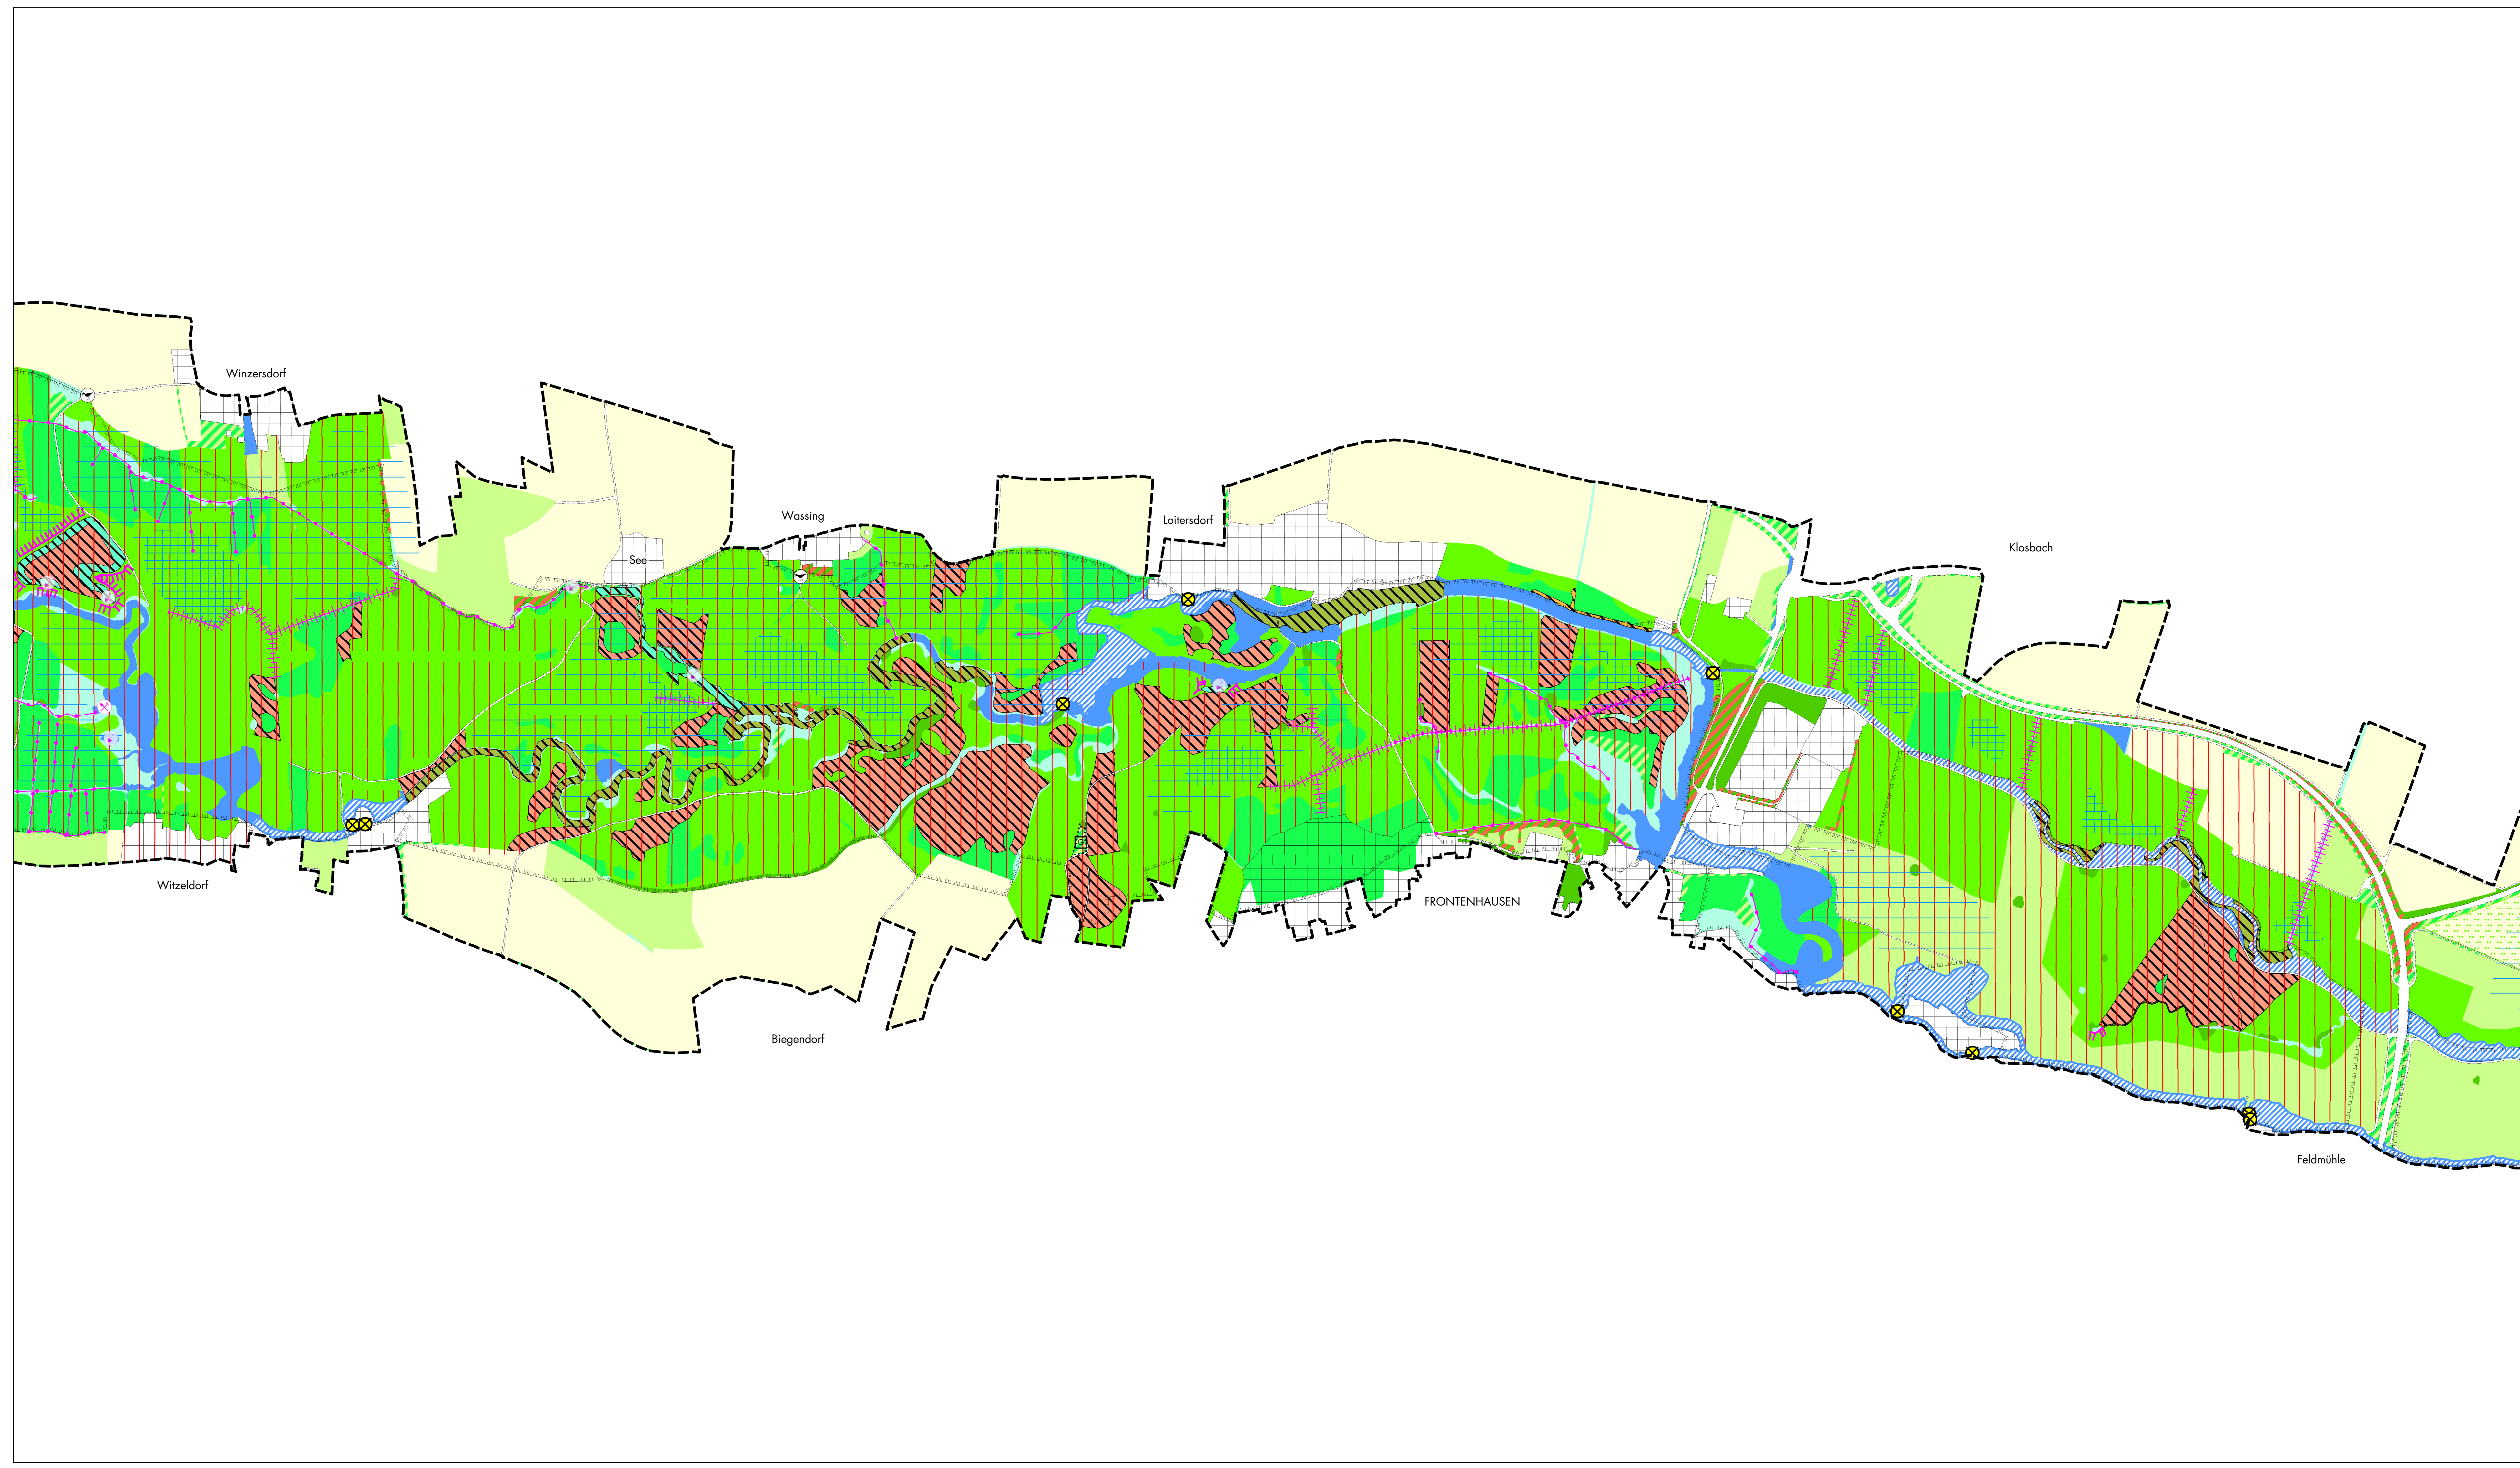 Winzersdorf
Wassing
Loitersdorf
Klosbach
See
Witzeldorf
FRONTENHAUSEN
Biegendorf
Feldmühle